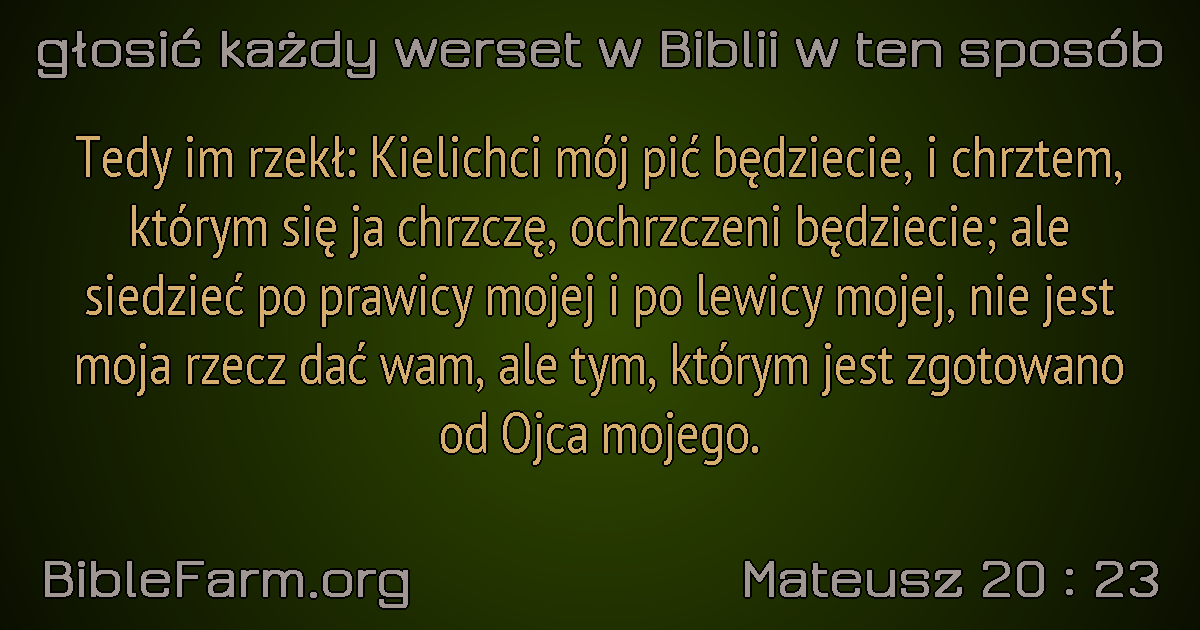 głosić każdy werset w Biblii w ten sposób
Tedy im rzekł: Kielichci mój pić będziecie, i chrztem,
którym się ja chrzczę, ochrzczeni będziecie; ale
siedzieć po prawicy mojej i po lewicy mojej, nie jest
moja rzecz dać wam, ale tym, którym jest zgotowano
od Ojca mojego.
BibleFarm.org
Mateusz 20 : 23